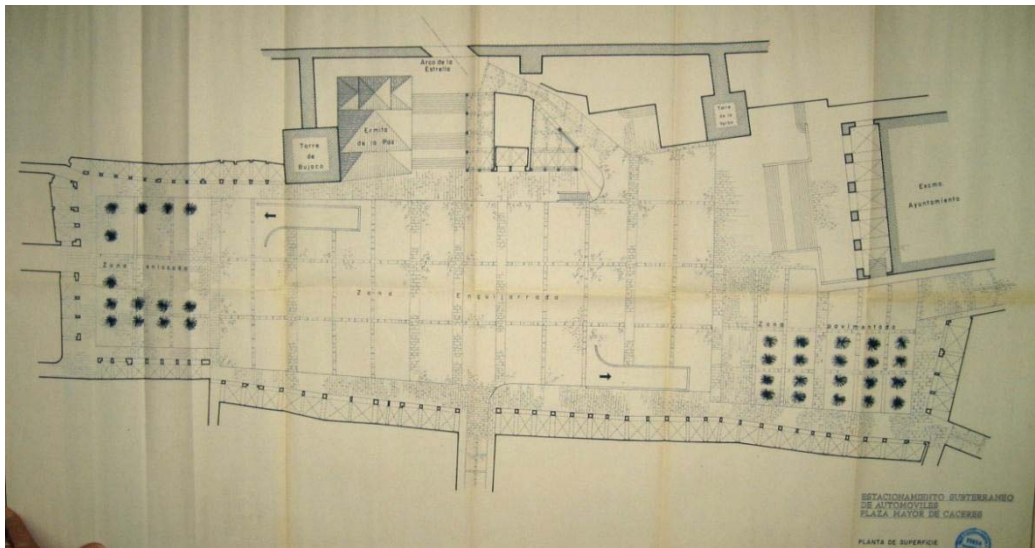 Arco de la
Estrella
Ermita
de la Paz
Torre
de
Bujaco
Torre
de la
Excmo.
Ayuntamiento
Zona enlosada
Zona Enguijarrada
Zona pavimentada
ESTACIONAMIENTO SUBTERRANEO
DE AUTOMOVILES
PLAZA MAYOR DE CACERES
PLANTA DE SUPERFICIE